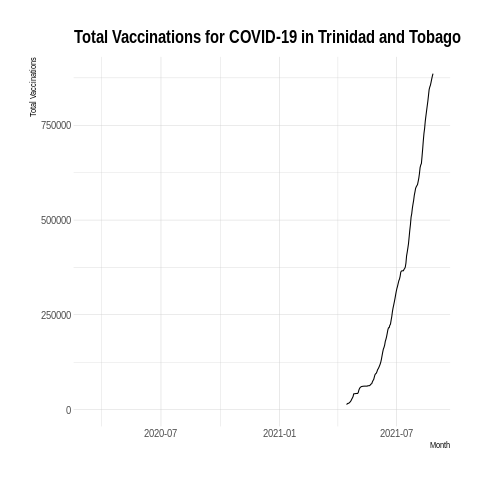 Total Vaccinations for COVID-19 in Trinidad and Tobago
Total Vaccinations
750000
500000
250000
0
2020-07 2021-01 2021-07
Month